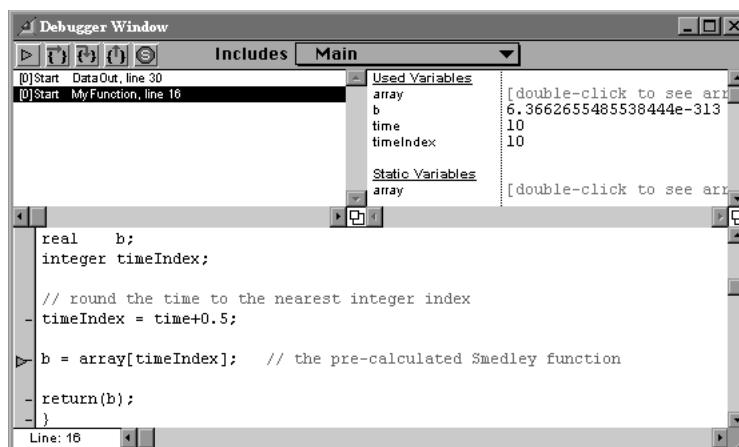 Debugger Window
Includes Main
[0]Start DataOut, line 30
[0]Start MyFunction, line 16
Used Variables
array [double-click to see arr
b 6.3662655485538444e-313
time 10
timeIndex 10
Static Variables
array [double-click to see arr
real b;
integer timeIndex;
// round the time to the nearest integer index
timeIndex = time+0.5;
b = array[timeIndex]; // the pre-calculated Smedley function
return(b);
}
Line: 16